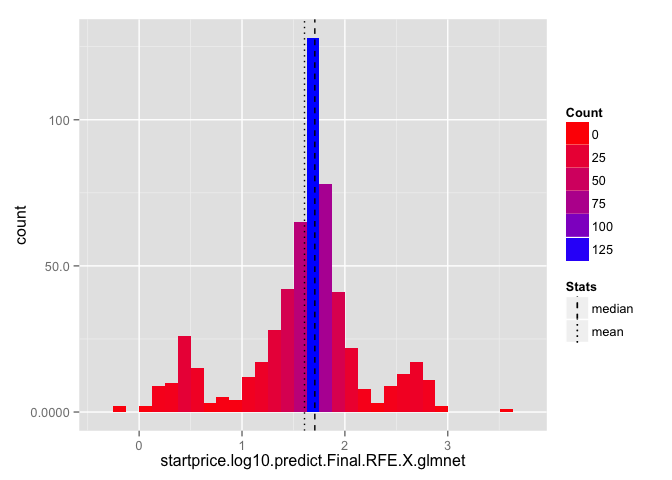 100
50.0
0.0000
count
0 1 2 3
startprice.log10.predict.Final.RFE.X.glmnet
Count
0
25
50
75
100
125
Stats
median
mean